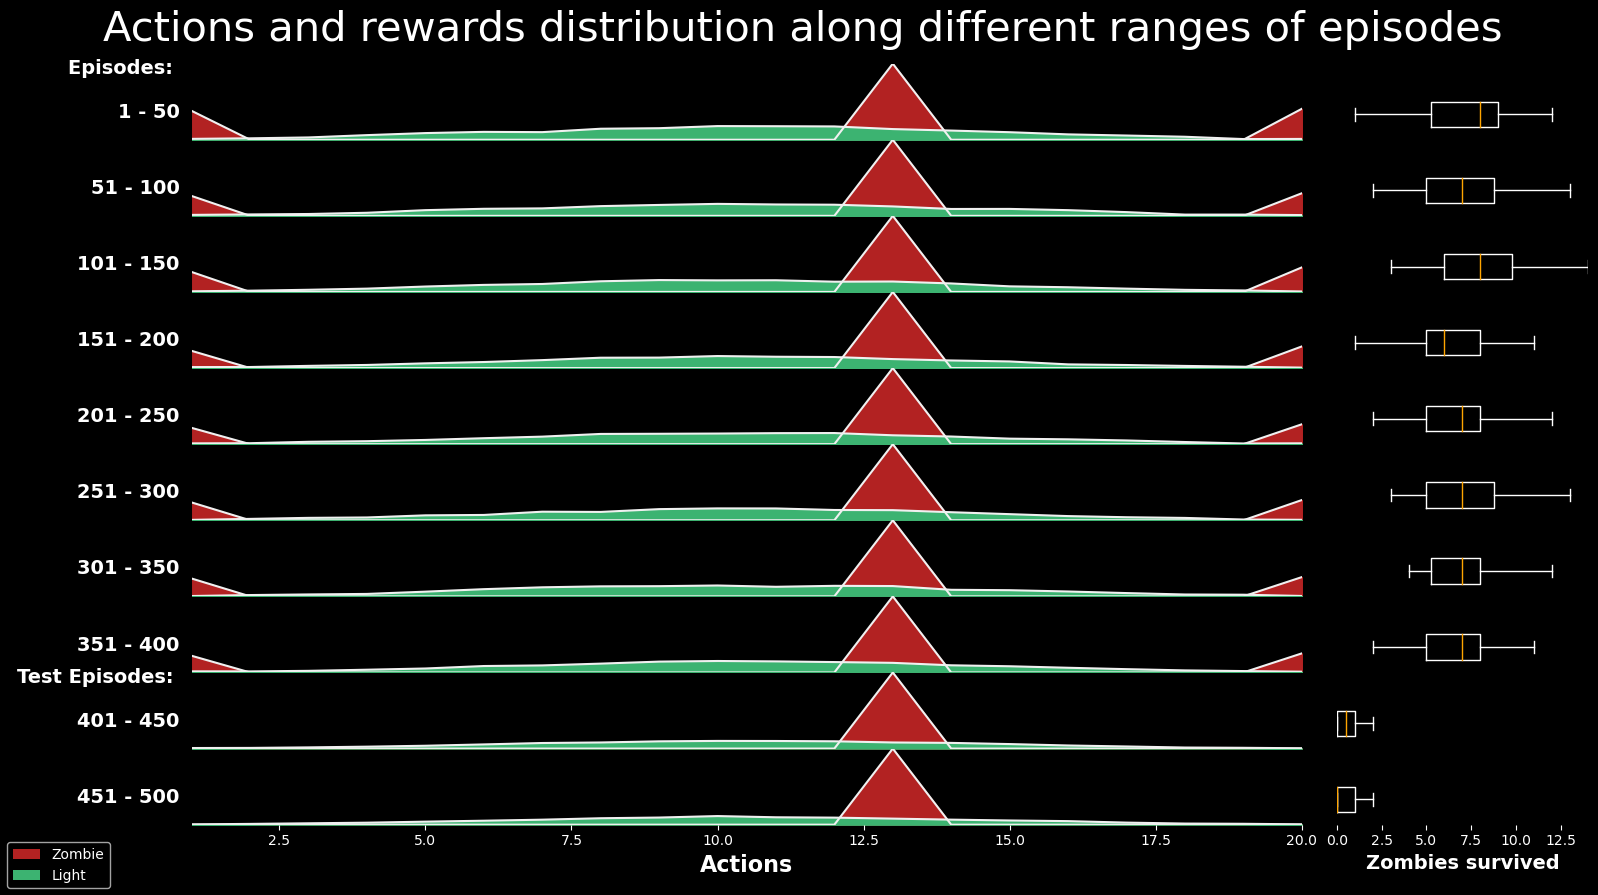 Actions and rewards distribution along different ranges of episodes
Episodes:
1 - 50
51 - 100
101 - 150
151 - 200
201 - 250
251 - 300
301 - 350
351 - 400
Test Episodes:
401 - 450
451 - 500
2.5 5.0 7.5 10.0 12.5 15.0 17.5 20.0
0.0 2.5 5.0 7.5 10.0 12.5
Actions
Zombies survived
Zombie
Light